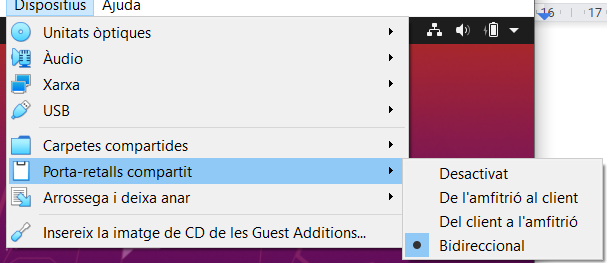 Dispositius Ajuda
16 17
Unitats òptiques
Àudio
Xarxa
USB
Carpetes compartides
Porta-retalls compartit
Arrossega i deixa anar
Insereix la imatge de CD de les Guest Additions...
Desactivat
De l'amfitrió al client
Del client a l'amfitrió
Bidireccional